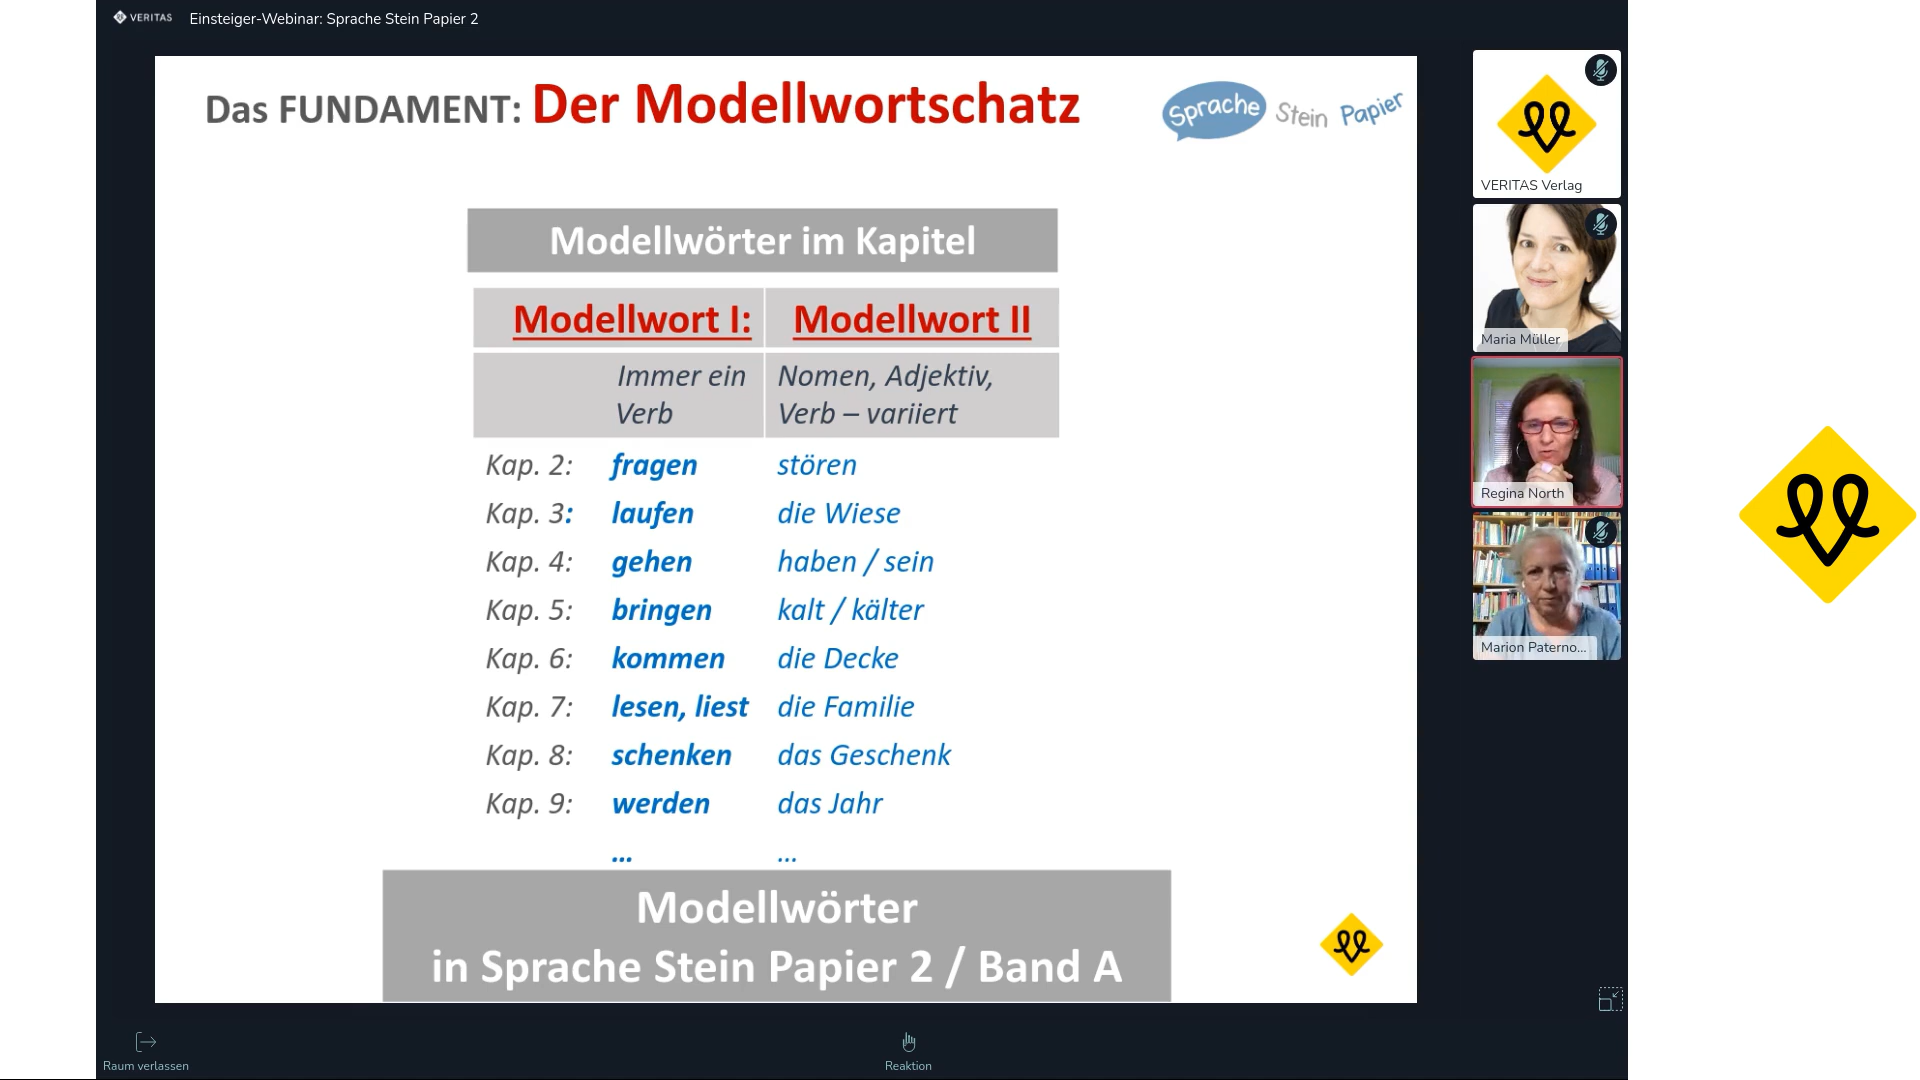 VERITAS Einsteiger-Webinar: Sprache Stein Papier 2
Das FUNDAMENT: Der Modellwortschatz
Sprache Stein Papier
Modellwörter im Kapitel
Modellwort I: Modellwort II
Immer ein Nomen, Adjektiv,
Verb Verb – variiert
Kap. 2: fragen stören
Kap. 3: laufen die Wiese
Kap. 4: gehen haben / sein
Kap. 5: bringen kalt / kälter
Kap. 6: kommen die Decke
Kap. 7: lesen, liest die Familie
Kap. 8: schenken das Geschenk
Kap. 9: werden das Jahr
... ...
Modellwörter
in Sprache Stein Papier 2 / Band A
VERITAS Verlag
Maria Müller
Regina North
Marion Paterno...
Raum verlassen
Reaktion